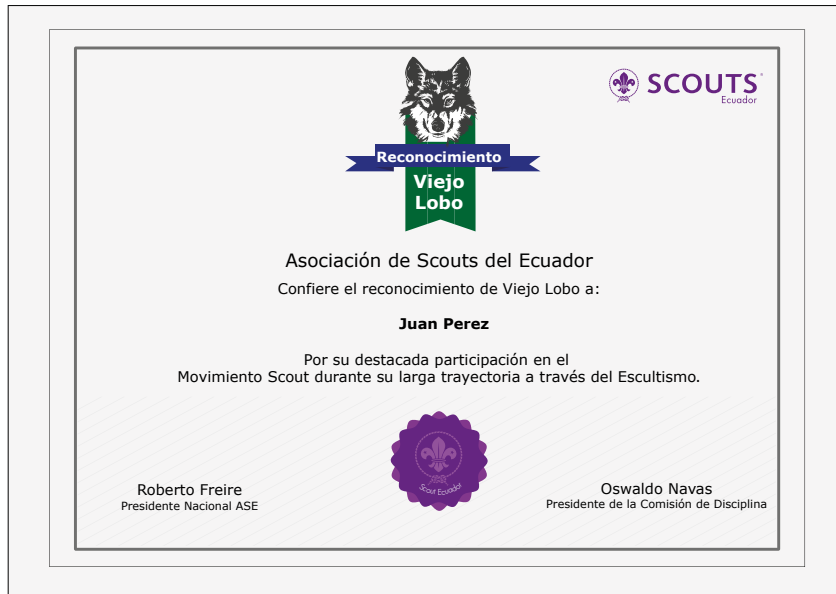 SCOUTS
Ecuador
Reconocimiento
Viejo
Lobo
Asociación de Scouts del Ecuador
Confiere el reconocimiento de Viejo Lobo a:
Juan Perez
Por su destacada participación en el
Movimiento Scout durante su larga trayectoria a través del Escultismo.
Scout Ecuador
Roberto Freire
Presidente Nacional ASE
Oswaldo Navas
Presidente de la Comisión de Disciplina